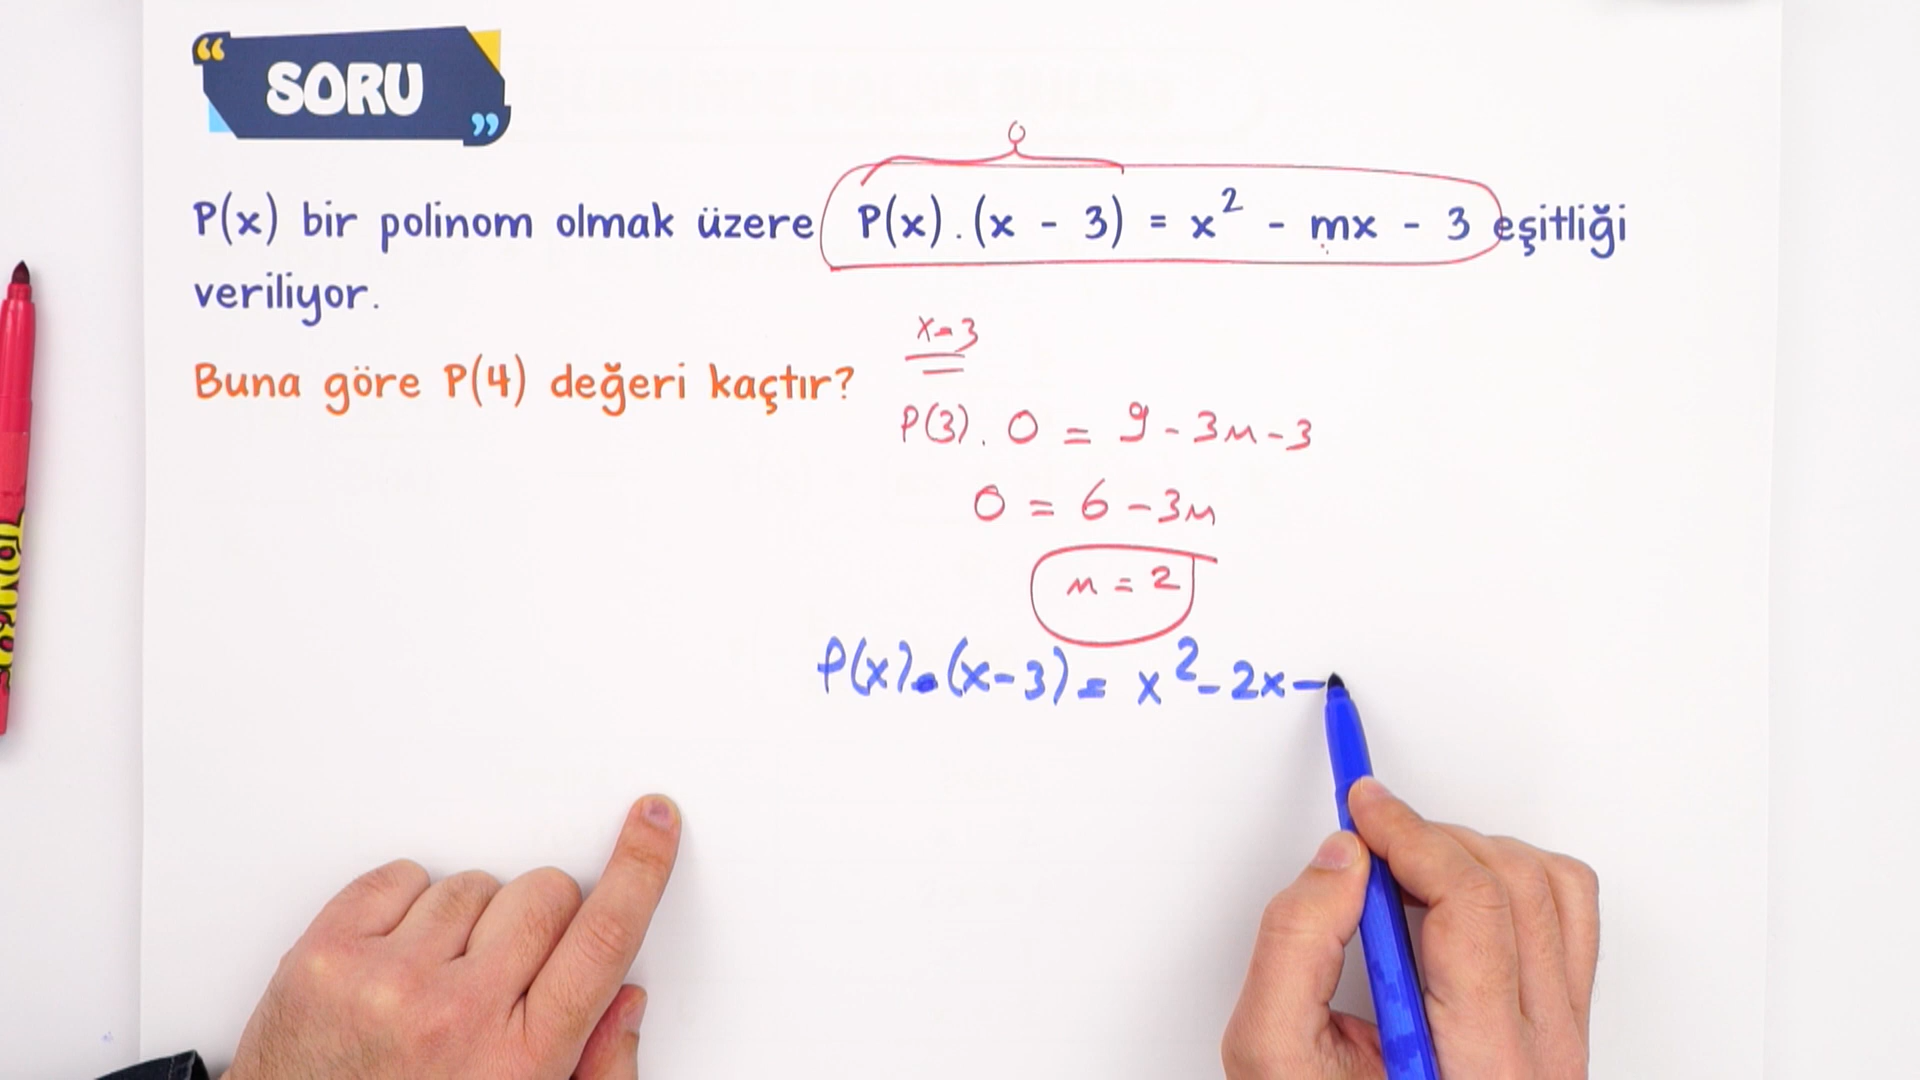 “ SORU ”
0
P(x) bir polinom olmak üzere P(x).(x - 3) = x² - mx - 3 eşitliği
veriliyor.
x=3
Buna göre P(4) değeri kaçtır?
P(3). 0 = 9 - 3m - 3
0 = 6 - 3m
m = 2
P(x).(x-3) = x² - 2x -